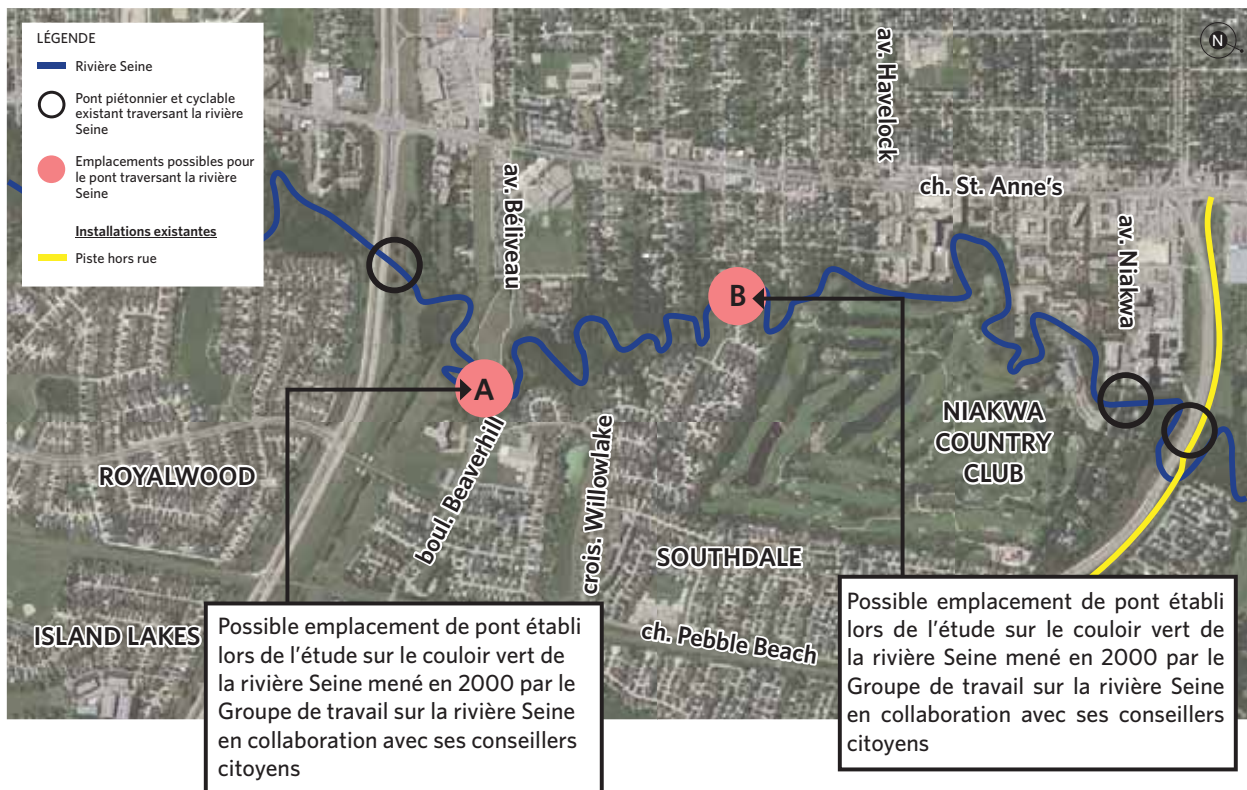 LÉGENDE
Rivière Seine
Pont piétonnier et cyclable
existant traversant la rivière
Seine
Emplacements possibles pour
le pont traversant la rivière
Seine
Installations existantes
Piste hors rue
N
av. Havelock
av. Béliveau
ch. St. Anne's
av. Niakwa
B
A
NIAKWA
COUNTRY
CLUB
ROYALWOOD
boul. Beaverhill
crois. Willowlake
SOUTHDALE
ISLAND LAKES
ch. Pebble Beach
Possible emplacement de pont établi
lors de l'étude sur le couloir vert de
la rivière Seine mené en 2000 par le
Groupe de travail sur la rivière Seine
en collaboration avec ses conseillers
citoyens
Possible emplacement de pont établi
lors de l'étude sur le couloir vert de
la rivière Seine mené en 2000 par le
Groupe de travail sur la rivière Seine
en collaboration avec ses conseillers
citoyens